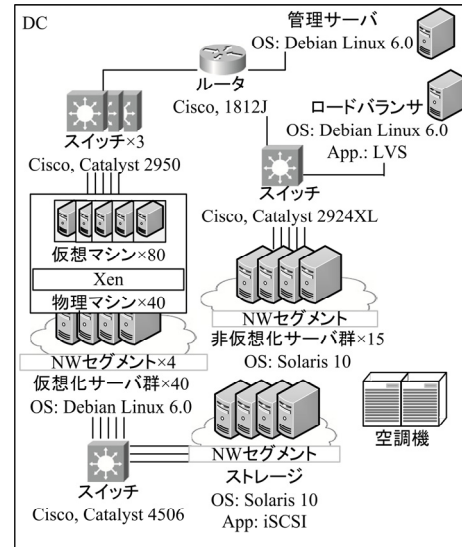 DC
管理サーバ
OS: Debian Linux 6.0
ルータ
Cisco, 1812J
ロードバランサ
OS: Debian Linux 6.0
App.: LVS
スイッチ×3
Cisco, Catalyst 2950
スイッチ
Cisco, Catalyst 2924XL
仮想マシン×80
Xen
物理マシン×40
NWセグメント×4
仮想化サーバ群×40
OS: Debian Linux 6.0
NWセグメント
非仮想化サーバ群×15
OS: Solaris 10
空調機
スイッチ
Cisco, Catalyst 4506
NWセグメント
ストレージ
OS: Solaris 10
App: iSCSI